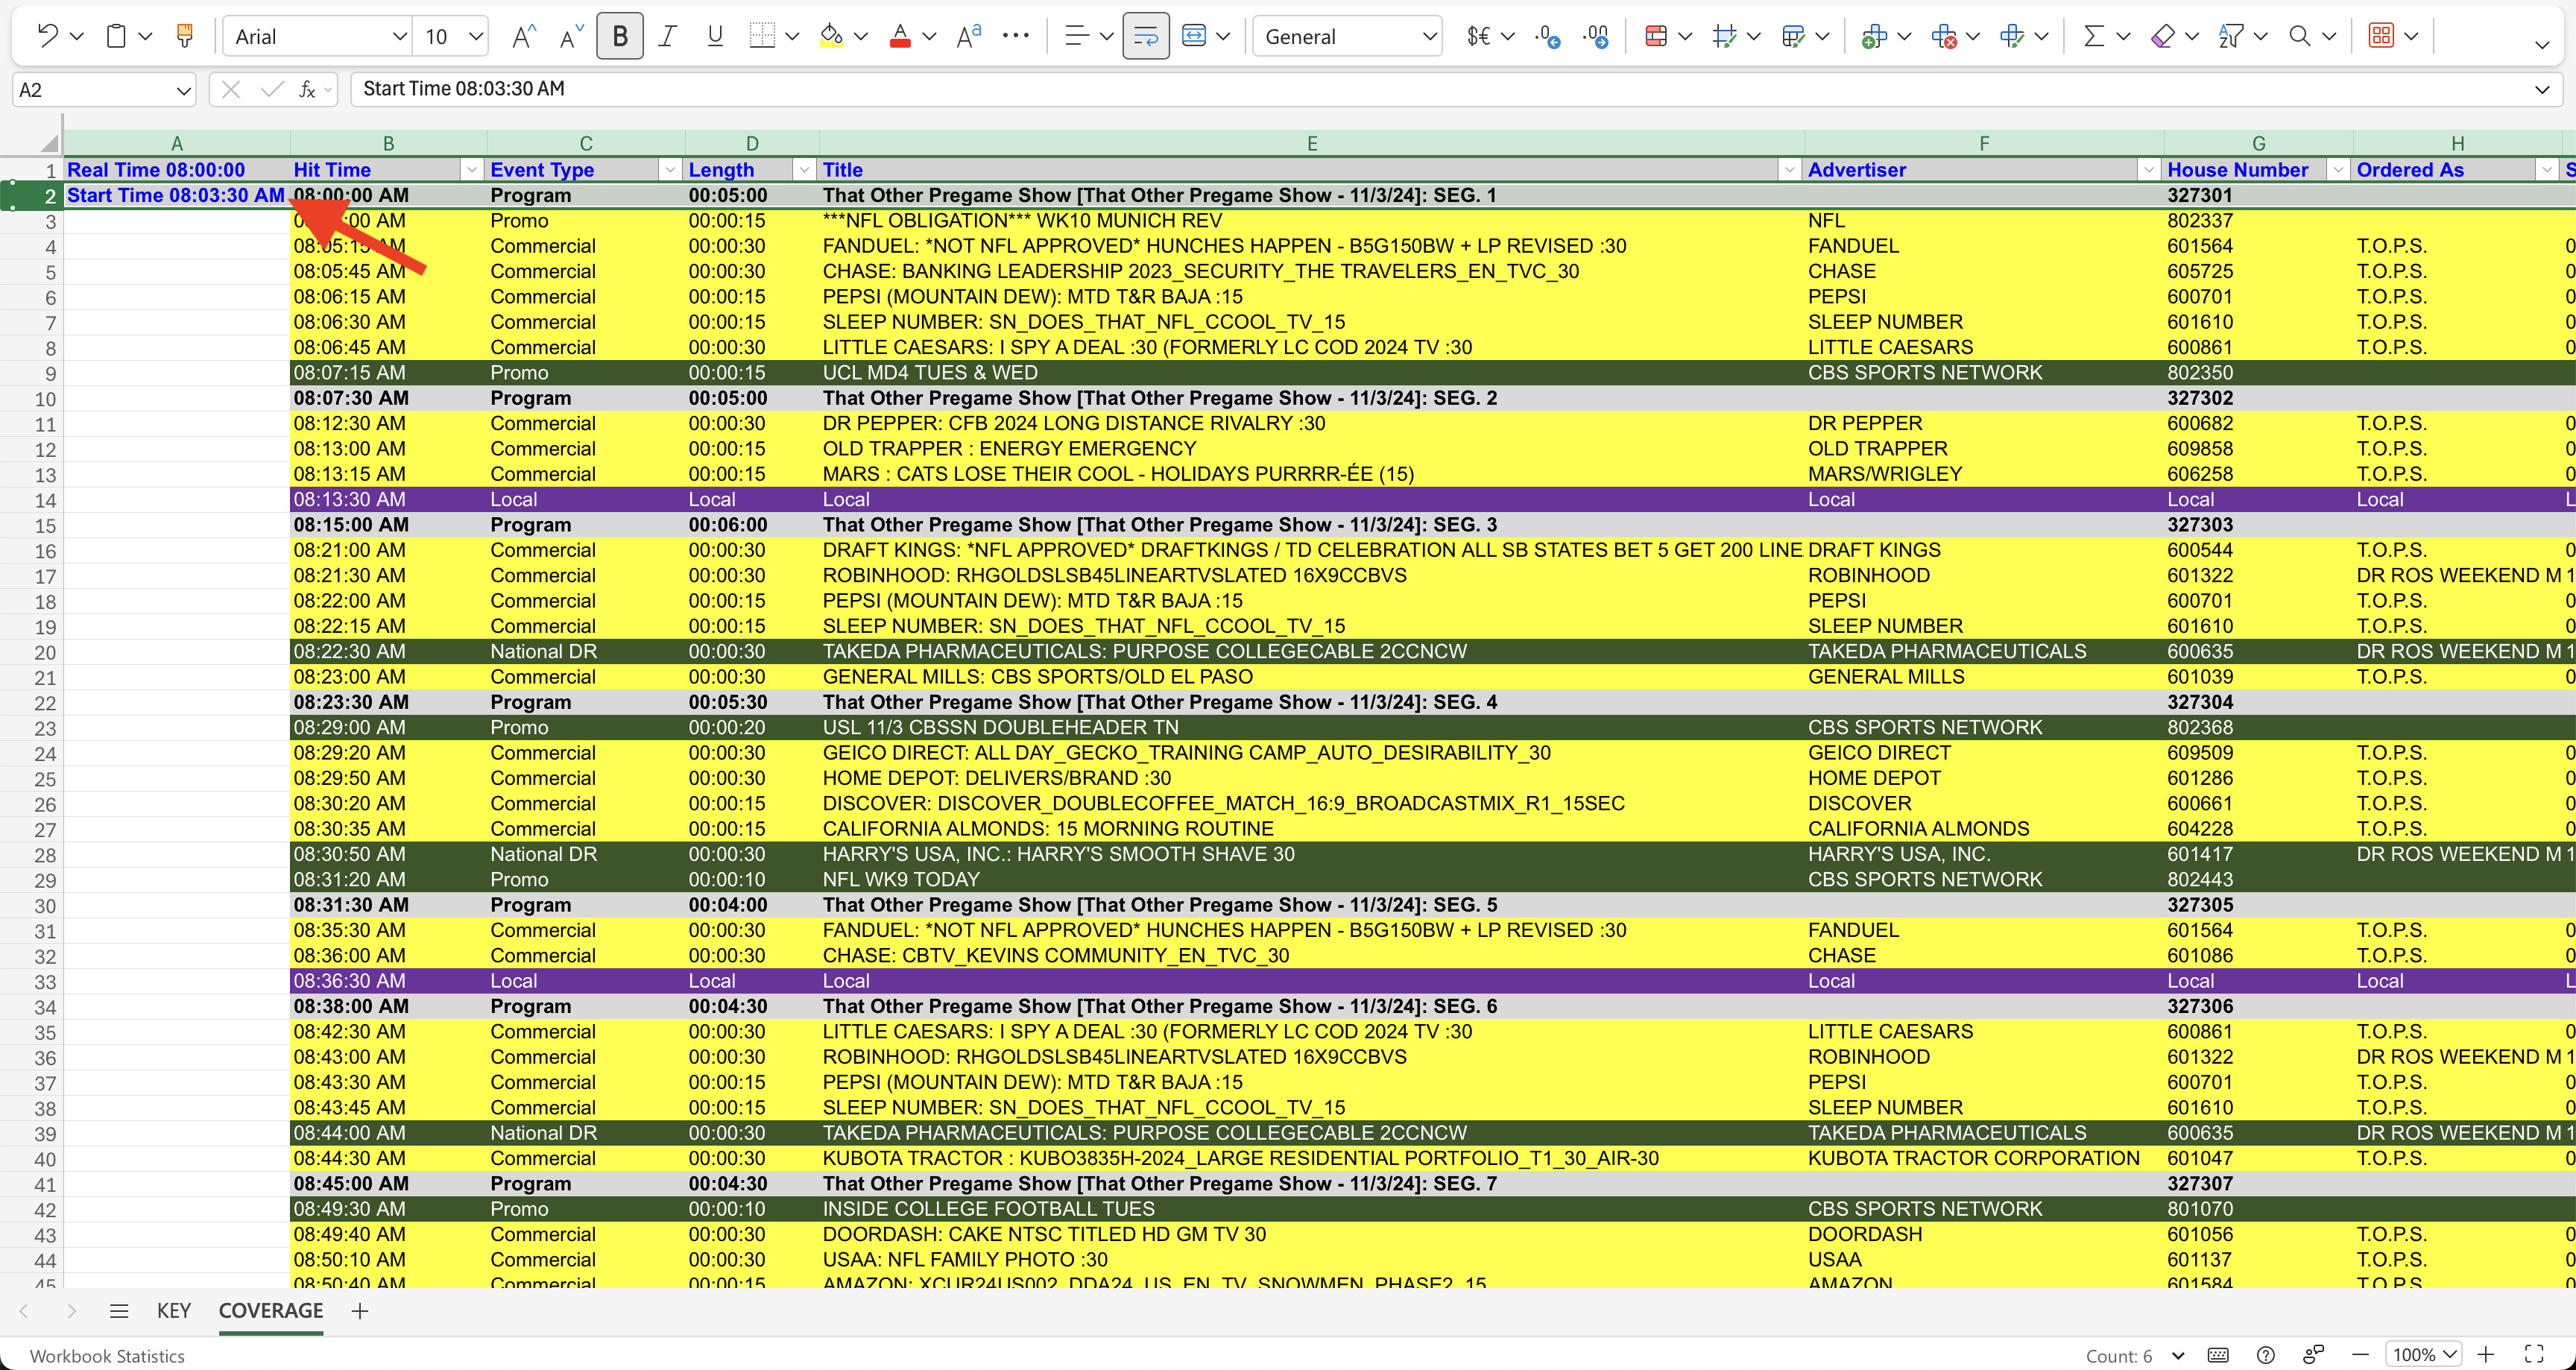 Arial 10 B I U General $€
A2 fx Start Time 08:03:30 AM
A B C D E F G H
1 Real Time 08:00:00 Hit Time Event Type Length Title Advertiser House Number Ordered As S
2 Start Time 08:03:30 AM 08:00:00 AM Program 00:05:00 That Other Pregame Show [That Other Pregame Show - 11/3/24]: SEG. 1 327301
3 Promo 00:00:15 ***NFL OBLIGATION*** WK10 MUNICH REV NFL 802337
4 08:05:15 AM Commercial 00:00:30 FANDUEL: *NOT NFL APPROVED* HUNCHES HAPPEN - B5G150BW + LP REVISED :30 FANDUEL 601564 T.O.P.S. 0
5 08:05:45 AM Commercial 00:00:30 CHASE: BANKING LEADERSHIP 2023_SECURITY_THE TRAVELERS_EN_TVC_30 CHASE 605725 T.O.P.S. 0
6 08:06:15 AM Commercial 00:00:15 PEPSI (MOUNTAIN DEW): MTD T&R BAJA :15 PEPSI 600701 T.O.P.S. 0
7 08:06:30 AM Commercial 00:00:15 SLEEP NUMBER: SN_DOES_THAT_NFL_CCOOL_TV_15 SLEEP NUMBER 601610 T.O.P.S. 0
8 08:06:45 AM Commercial 00:00:30 LITTLE CAESARS: I SPY A DEAL :30 (FORMERLY LC COD 2024 TV :30 LITTLE CAESARS 600861 T.O.P.S. 0
9 08:07:15 AM Promo 00:00:15 UCL MD4 TUES & WED CBS SPORTS NETWORK 802350
10 08:07:30 AM Program 00:05:00 That Other Pregame Show [That Other Pregame Show - 11/3/24]: SEG. 2 327302
11 08:12:30 AM Commercial 00:00:30 DR PEPPER: CFB 2024 LONG DISTANCE RIVALRY :30 DR PEPPER 600682 T.O.P.S. 0
12 08:13:00 AM Commercial 00:00:15 OLD TRAPPER : ENERGY EMERGENCY OLD TRAPPER 609858 T.O.P.S. 0
13 08:13:15 AM Commercial 00:00:15 MARS : CATS LOSE THEIR COOL - HOLIDAYS PURRRR-ÉE (15) MARS/WRIGLEY 606258 T.O.P.S. 0
14 08:13:30 AM Local Local Local Local Local Local L
15 08:15:00 AM Program 00:06:00 That Other Pregame Show [That Other Pregame Show - 11/3/24]: SEG. 3 327303
16 08:21:00 AM Commercial 00:00:30 DRAFT KINGS: *NFL APPROVED* DRAFTKINGS / TD CELEBRATION ALL SB STATES BET 5 GET 200 LINE DRAFT KINGS 600544 T.O.P.S. 0
17 08:21:30 AM Commercial 00:00:30 ROBINHOOD: RHGOLDSLSB45LINEARTVSLATED 16X9CCBVS ROBINHOOD 601322 DR ROS WEEKEND M 1
18 08:22:00 AM Commercial 00:00:15 PEPSI (MOUNTAIN DEW): MTD T&R BAJA :15 PEPSI 600701 T.O.P.S. 0
19 08:22:15 AM Commercial 00:00:15 SLEEP NUMBER: SN_DOES_THAT_NFL_CCOOL_TV_15 SLEEP NUMBER 601610 T.O.P.S. 0
20 08:22:30 AM National DR 00:00:30 TAKEDA PHARMACEUTICALS: PURPOSE COLLEGECABLE 2CCNCW TAKEDA PHARMACEUTICALS 600635 DR ROS WEEKEND M 1
21 08:23:00 AM Commercial 00:00:30 GENERAL MILLS: CBS SPORTS/OLD EL PASO GENERAL MILLS 601039 T.O.P.S. 0
22 08:23:30 AM Program 00:05:30 That Other Pregame Show [That Other Pregame Show - 11/3/24]: SEG. 4 327304
23 08:29:00 AM Promo 00:00:20 USL 11/3 CBSSN DOUBLEHEADER TN CBS SPORTS NETWORK 802368
24 08:29:20 AM Commercial 00:00:30 GEICO DIRECT: ALL DAY_GECKO_TRAINING CAMP_AUTO_DESIRABILITY_30 GEICO DIRECT 609509 T.O.P.S. 0
25 08:29:50 AM Commercial 00:00:30 HOME DEPOT: DELIVERS/BRAND :30 HOME DEPOT 601286 T.O.P.S. 0
26 08:30:20 AM Commercial 00:00:15 DISCOVER: DISCOVER_DOUBLECOFFEE_MATCH_16:9_BROADCASTMIX_R1_15SEC DISCOVER 600661 T.O.P.S. 0
27 08:30:35 AM Commercial 00:00:15 CALIFORNIA ALMONDS: 15 MORNING ROUTINE CALIFORNIA ALMONDS 604228 T.O.P.S. 0
28 08:30:50 AM National DR 00:00:30 HARRY'S USA, INC.: HARRY'S SMOOTH SHAVE 30 HARRY'S USA, INC. 601417 DR ROS WEEKEND M 1
29 08:31:20 AM Promo 00:00:10 NFL WK9 TODAY CBS SPORTS NETWORK 802443
30 08:31:30 AM Program 00:04:00 That Other Pregame Show [That Other Pregame Show - 11/3/24]: SEG. 5 327305
31 08:35:30 AM Commercial 00:00:30 FANDUEL: *NOT NFL APPROVED* HUNCHES HAPPEN - B5G150BW + LP REVISED :30 FANDUEL 601564 T.O.P.S. 0
32 08:36:00 AM Commercial 00:00:30 CHASE: CBTV_KEVINS COMMUNITY_EN_TVC_30 CHASE 601086 T.O.P.S. 0
33 08:36:30 AM Local Local Local Local Local Local L
34 08:38:00 AM Program 00:04:30 That Other Pregame Show [That Other Pregame Show - 11/3/24]: SEG. 6 327306
35 08:42:30 AM Commercial 00:00:30 LITTLE CAESARS: I SPY A DEAL :30 (FORMERLY LC COD 2024 TV :30 LITTLE CAESARS 600861 T.O.P.S. 0
36 08:43:00 AM Commercial 00:00:30 ROBINHOOD: RHGOLDSLSB45LINEARTVSLATED 16X9CCBVS ROBINHOOD 601322 DR ROS WEEKEND M 1
37 08:43:30 AM Commercial 00:00:15 PEPSI (MOUNTAIN DEW): MTD T&R BAJA :15 PEPSI 600701 T.O.P.S. 0
38 08:43:45 AM Commercial 00:00:15 SLEEP NUMBER: SN_DOES_THAT_NFL_CCOOL_TV_15 SLEEP NUMBER 601610 T.O.P.S. 0
39 08:44:00 AM National DR 00:00:30 TAKEDA PHARMACEUTICALS: PURPOSE COLLEGECABLE 2CCNCW TAKEDA PHARMACEUTICALS 600635 DR ROS WEEKEND M 1
40 08:44:30 AM Commercial 00:00:30 KUBOTA TRACTOR : KUBO3835H-2024_LARGE RESIDENTIAL PORTFOLIO_T1_30_AIR-30 KUBOTA TRACTOR CORPORATION 601047 T.O.P.S. 0
41 08:45:00 AM Program 00:04:30 That Other Pregame Show [That Other Pregame Show - 11/3/24]: SEG. 7 327307
42 08:49:30 AM Promo 00:00:10 INSIDE COLLEGE FOOTBALL TUES CBS SPORTS NETWORK 801070
43 08:49:40 AM Commercial 00:00:30 DOORDASH: CAKE NTSC TITLED HD GM TV 30 DOORDASH 601056 T.O.P.S. 0
44 08:50:10 AM Commercial 00:00:30 USAA: NFL FAMILY PHOTO :30 USAA 601137 T.O.P.S. 0
45 08:50:40 AM Commercial 00:00:15 AMAZON: XCUR24US002_DDA24_US_EN_TV_SNOWMEN_PHASE2_15 AMAZON 601584 T.O.P.S. 0
KEY COVERAGE
Workbook Statistics Count: 6 100%